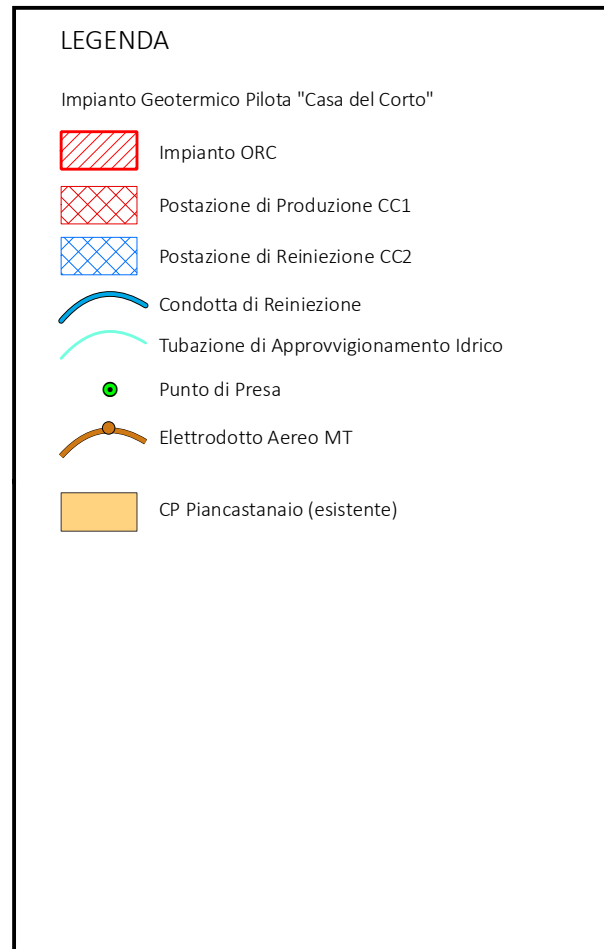 LEGENDA
Impianto Geotermico Pilota "Casa del Corto"
Impianto ORC
Postazione di Produzione CC1
Postazione di Reiniezione CC2
Condotta di Reiniezione
Tubazione di Approvvigionamento Idrico
Punto di Presa
Elettrodotto Aereo MT
CP Piancastanaio (esistente)